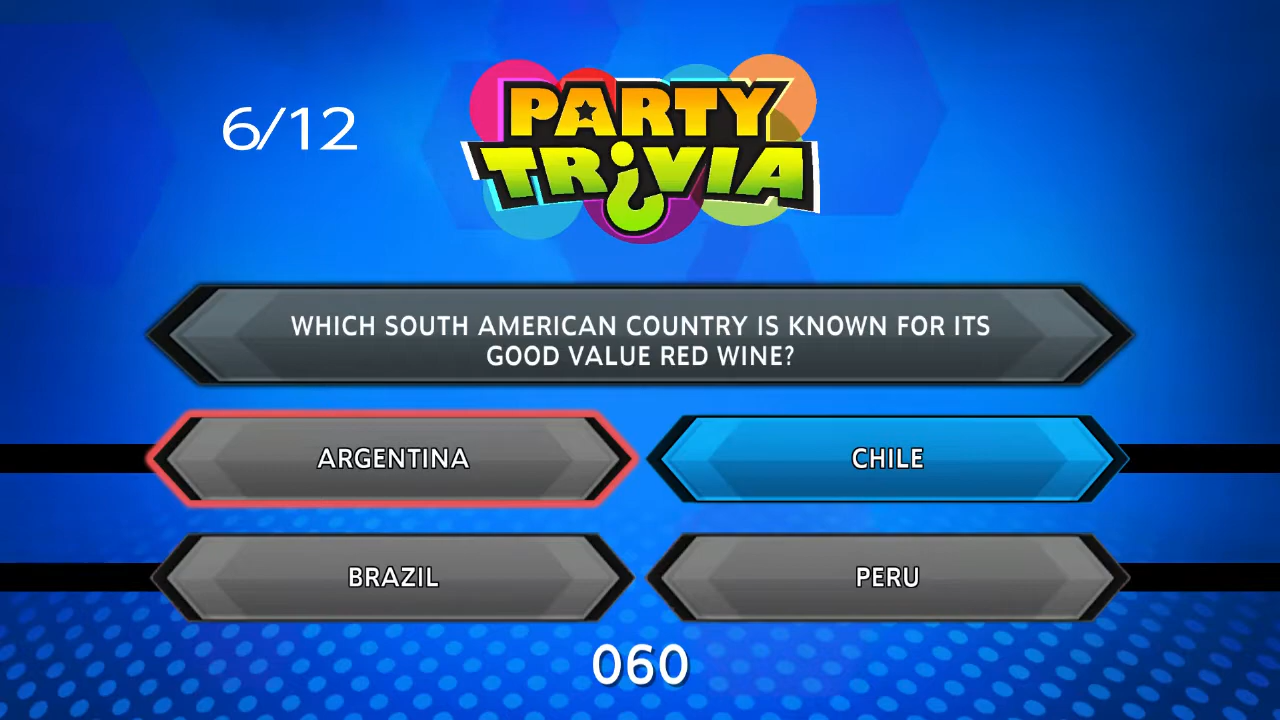 6/12
PARTY
TRIVIA
WHICH SOUTH AMERICAN COUNTRY IS KNOWN FOR ITS
GOOD VALUE RED WINE?
ARGENTINA
CHILE
BRAZIL
PERU
060